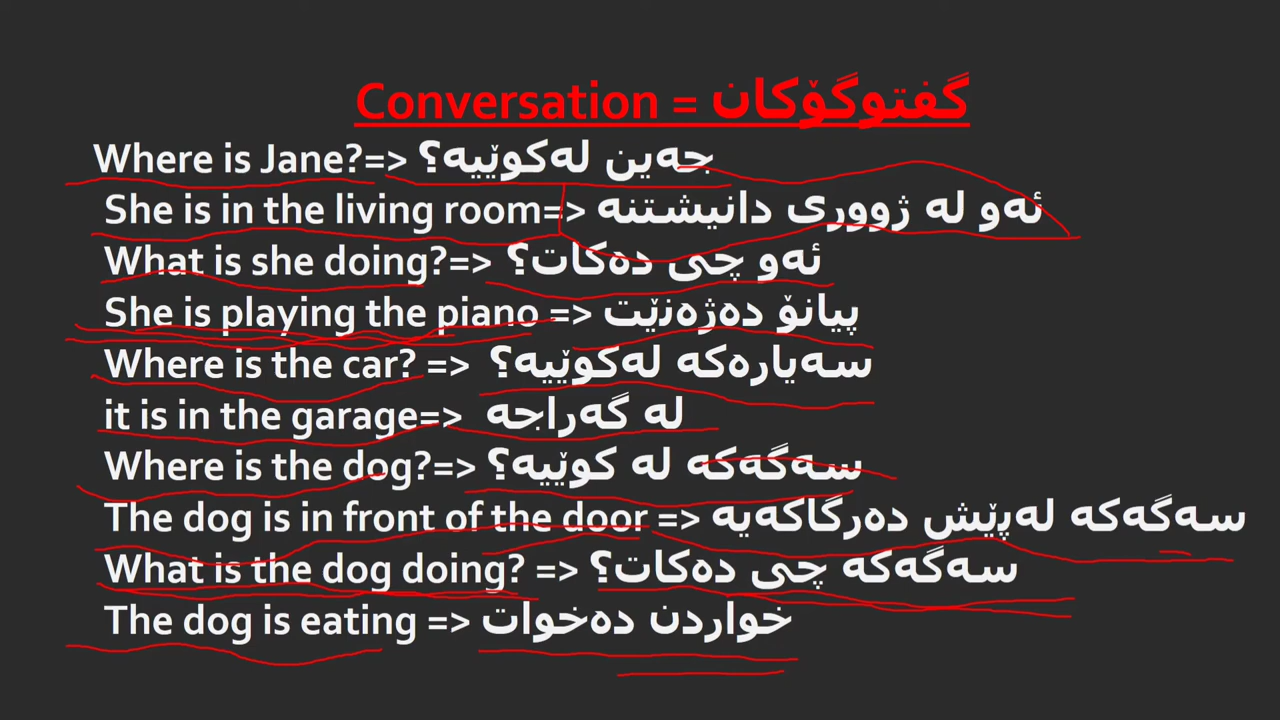 Conversation = گفتوگۆکان
Where is Jane?=> جەین لەکوێیە؟
She is in the living room=> ئەو لە ژووری دانیشتنە
What is she doing?=> ئەو چی دەکات؟
She is playing the piano => پیانۆ دەژەنێت
Where is the car? => سەیارەکە لەکوێیە؟
it is in the garage=> لە گەراجە
Where is the dog?=> سەگەکە لە کوێیە؟
The dog is in front of the door => سەگەکە لەپێش دەرگاکەیە
What is the dog doing? => سەگەکە چی دەکات؟
The dog is eating => خواردن دەخوات